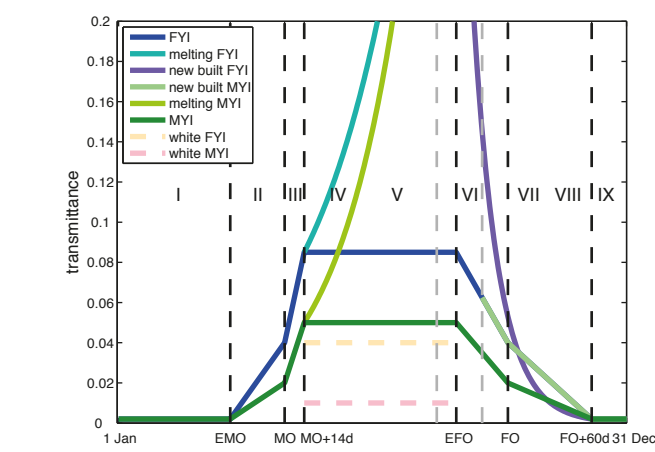 0.2
0.18
0.16
0.14
0.12
0.1
0.08
0.06
0.04
0.02
0
transmittance
FYI
melting FYI
new built FYI
new built MYI
melting MYI
MYI
white FYI
white MYI
I II III IV V VI VII VIII IX
1 Jan EMO MO MO+14d EFO FO FO+60d 31 Dec